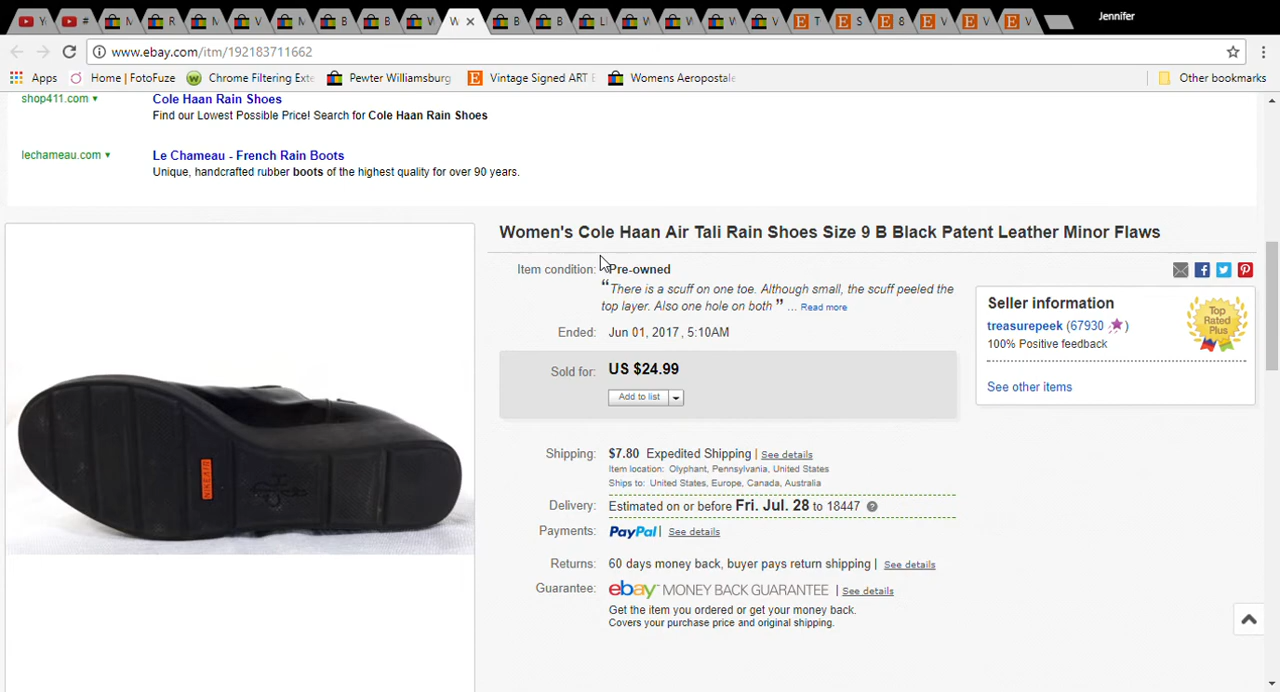 Jennifer
www.ebay.com/itm/192183711662
Apps Home | FotoFuze Chrome Filtering Exte Pewter Williamsburg Vintage Signed ART E Womens Aeropostale Other bookmarks
shop411.com ▾ Cole Haan Rain Shoes
Find our Lowest Possible Price! Search for Cole Haan Rain Shoes
lechameau.com ▾ Le Chameau - French Rain Boots
Unique, handcrafted rubber boots of the highest quality for over 90 years.
Women's Cole Haan Air Tali Rain Shoes Size 9 B Black Patent Leather Minor Flaws
Item condition: Pre-owned
“There is a scuff on one toe. Although small, the scuff peeled the
top layer. Also one hole on both ” ... Read more
Ended: Jun 01, 2017 , 5:10AM
Sold for: US $24.99
Add to list
Shipping: $7.80 Expedited Shipping | See details
Item location: Olyphant, Pennsylvania, United States
Ships to: United States, Europe, Canada, Australia
Delivery: Estimated on or before Fri. Jul. 28 to 18447
Payments: PayPal | See details
Returns: 60 days money back, buyer pays return shipping | See details
Guarantee: ebay MONEY BACK GUARANTEE | See details
Get the item you ordered or get your money back.
Covers your purchase price and original shipping.
Seller information
treasurepeek (67930 )
100% Positive feedback
See other items
Top
Rated
Plus
NIKE AIR